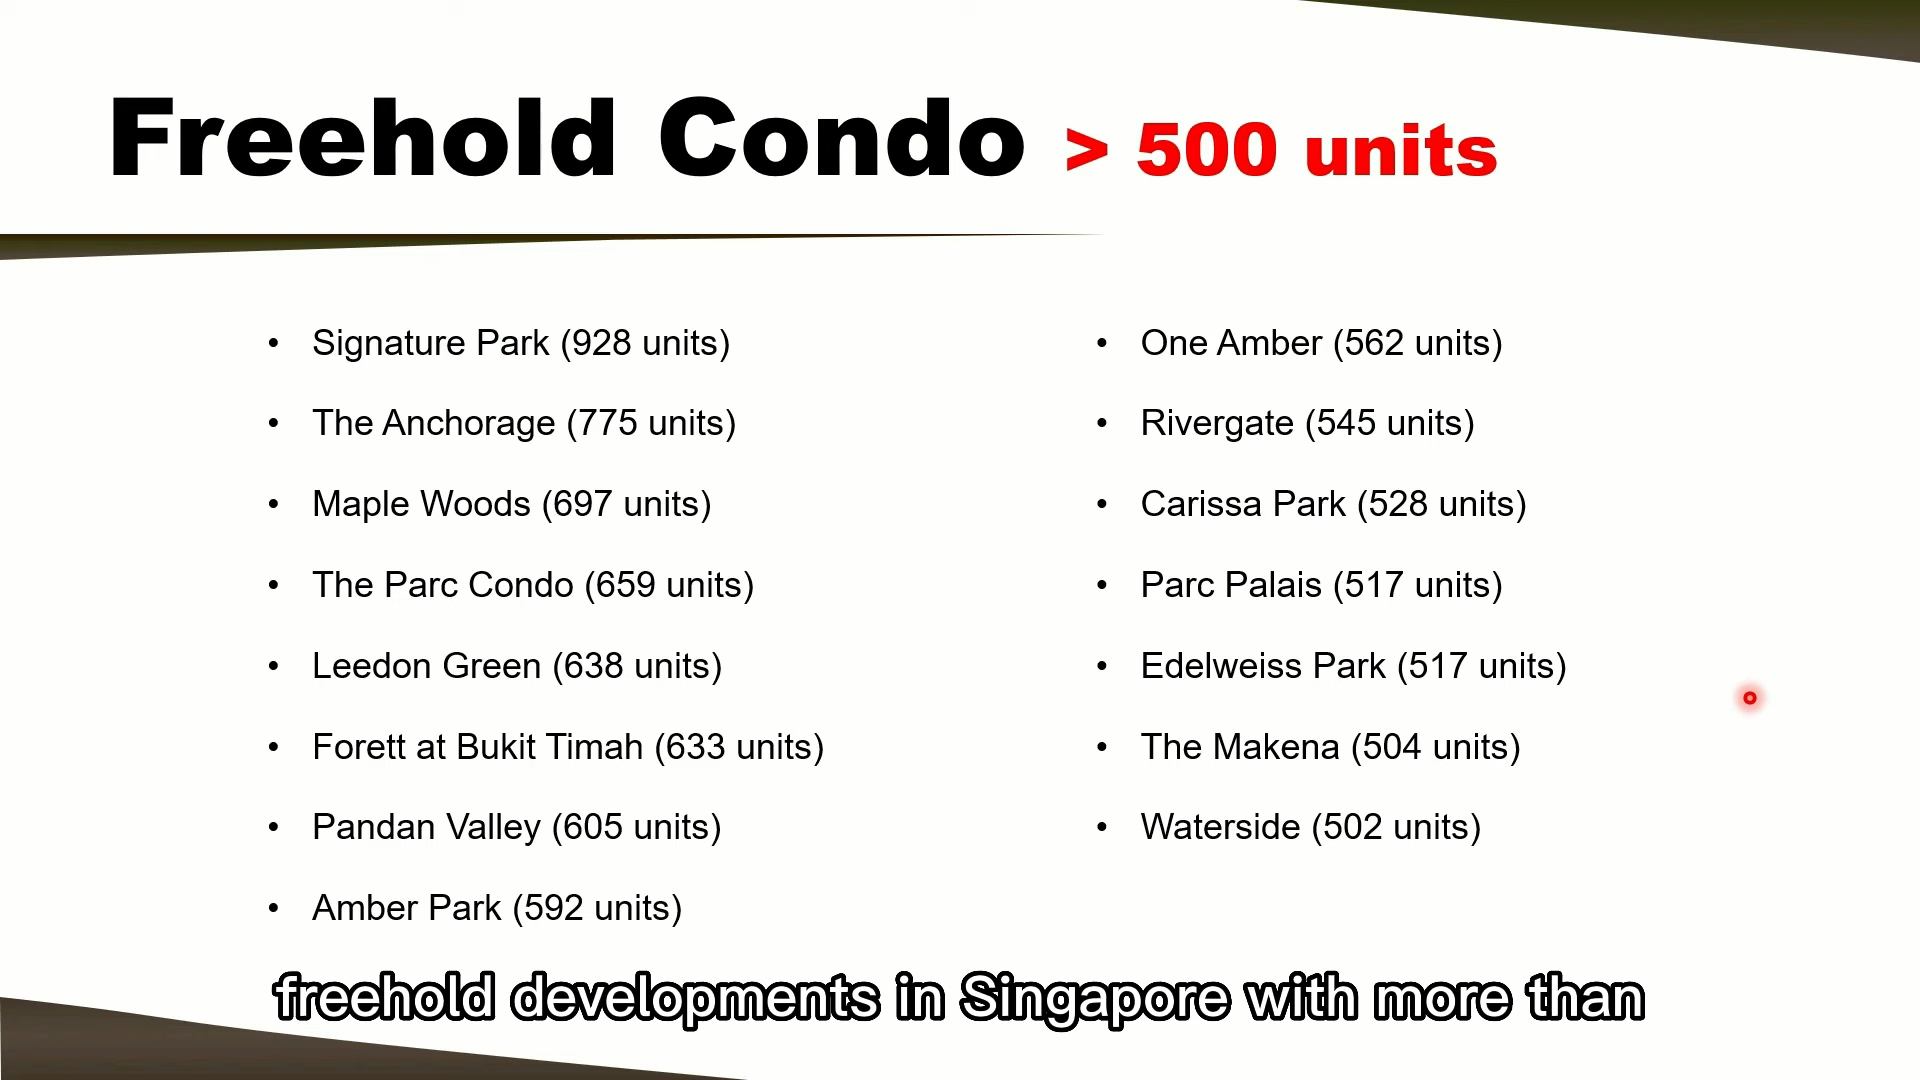 Freehold Condo > 500 units
• Signature Park (928 units)
• The Anchorage (775 units)
• Maple Woods (697 units)
• The Parc Condo (659 units)
• Leedon Green (638 units)
• Forett at Bukit Timah (633 units)
• Pandan Valley (605 units)
• Amber Park (592 units)
• One Amber (562 units)
• Rivergate (545 units)
• Carissa Park (528 units)
• Parc Palais (517 units)
• Edelweiss Park (517 units)
• The Makena (504 units)
• Waterside (502 units)
freehold developments in Singapore with more than